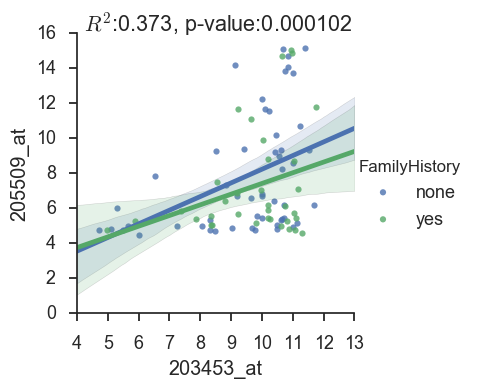 R²:0.373, p-value:0.000102
16
14
12
10
8
6
4
2
0
205509_at
4 5 6 7 8 9 10 11 12 13
203453_at
FamilyHistory
none
yes